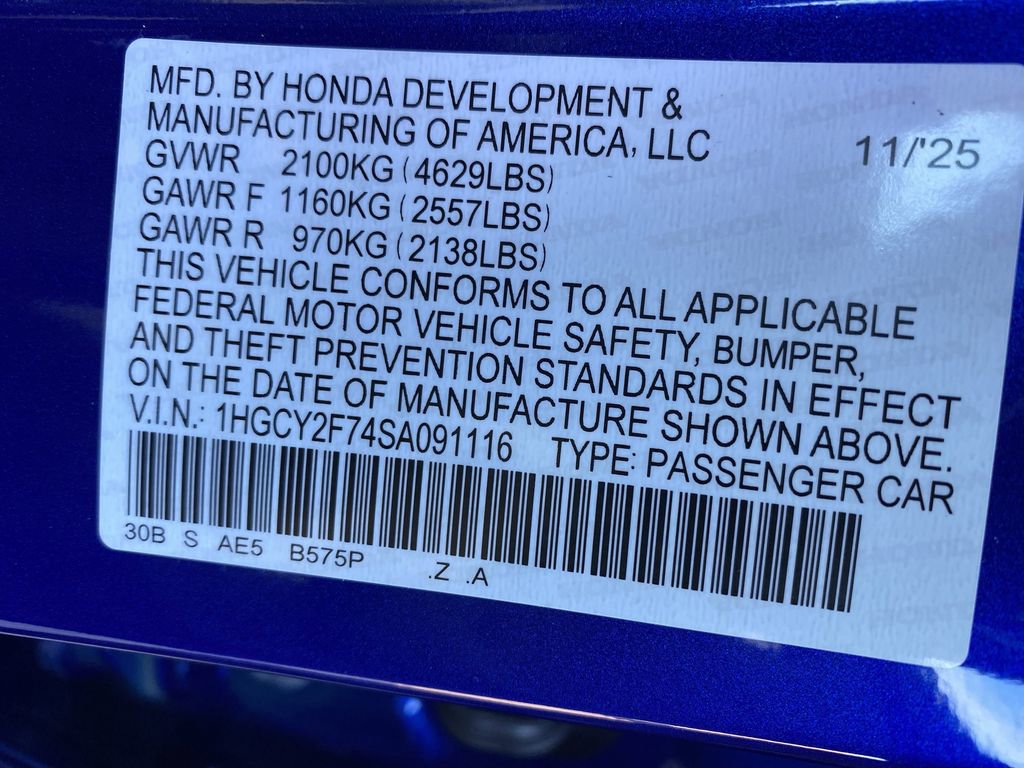 MFD. BY HONDA DEVELOPMENT &
MANUFACTURING OF AMERICA, LLC
11/'25
GVWR 2100KG (4629LBS)
GAWR F 1160KG (2557LBS)
GAWR R 970KG (2138LBS)
THIS VEHICLE CONFORMS TO ALL APPLICABLE
FEDERAL MOTOR VEHICLE SAFETY, BUMPER,
AND THEFT PREVENTION STANDARDS IN EFFECT
ON THE DATE OF MANUFACTURE SHOWN ABOVE.
V.I.N.: 1HGCY2F74SA091116 TYPE: PASSENGER CAR
30B S AE5 B575P .Z .A